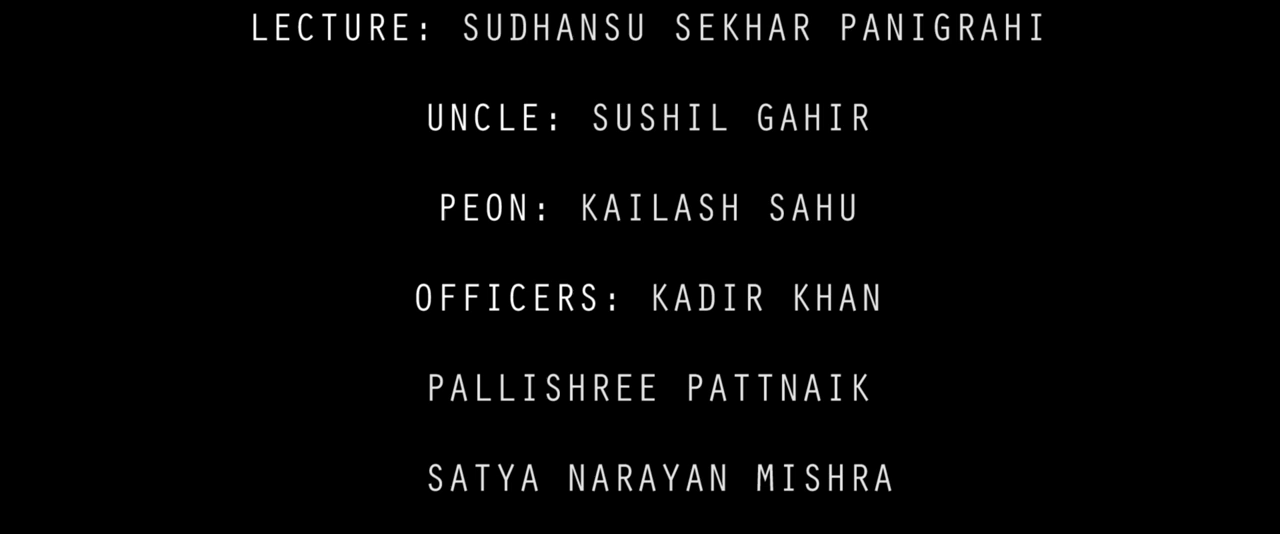 LECTURE: SUDHANSU SEKHAR PANIGRAHI
UNCLE: SUSHIL GAHIR
PEON: KAILASH SAHU
OFFICERS: KADIR KHAN
PALLISHREE PATTNAIK
SATYA NARAYAN MISHRA